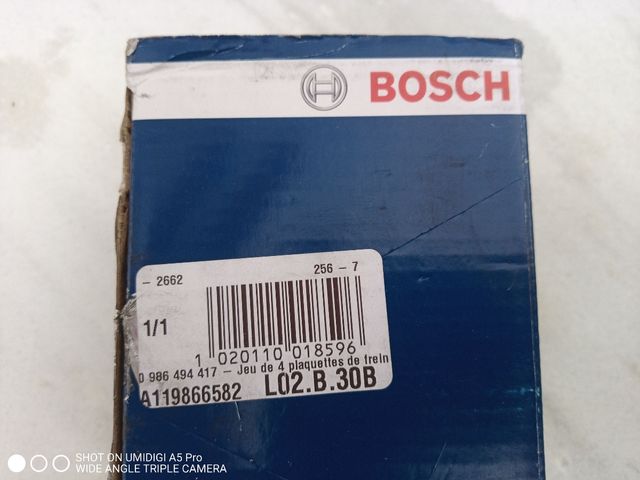 BOSCH
- 2662
256 - 7
1/1
1 020110 018596
0 986 494 417 - Jeu de 4 plaquettes de frein
A119866582
L02.B.30B
SHOT ON UMIDIGI A5 Pro
WIDE ANGLE TRIPLE CAMERA